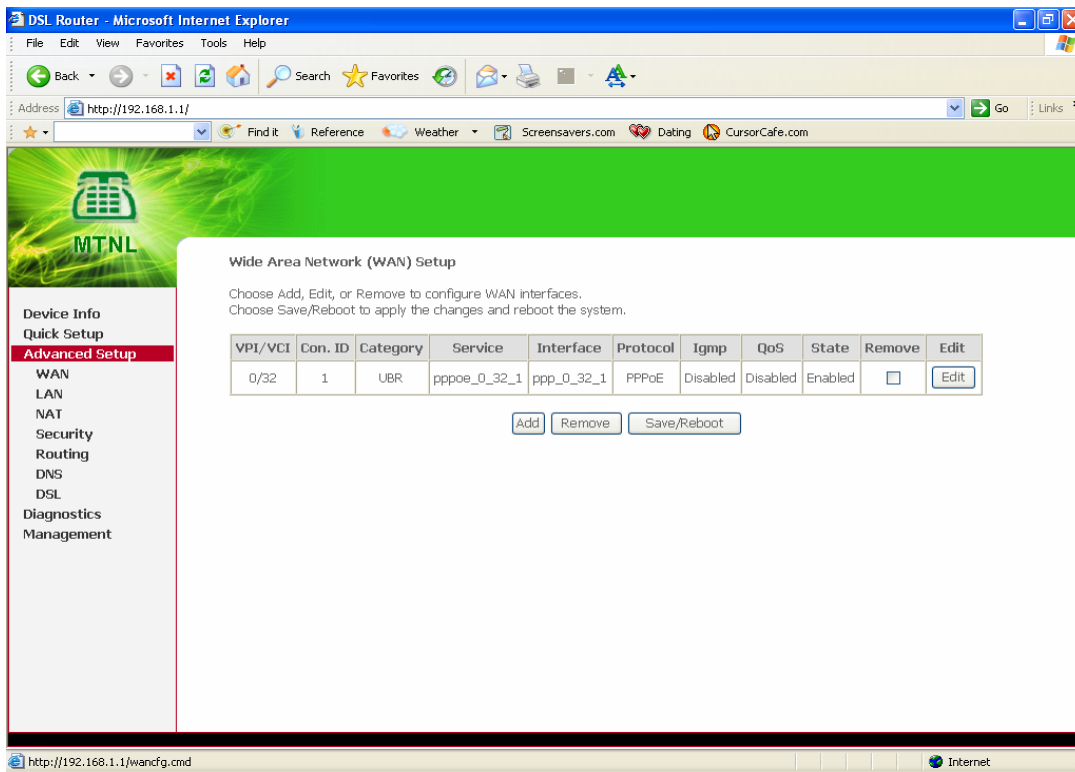 DSL Router - Microsoft Internet Explorer
File Edit View Favorites Tools Help
Back Search Favorites
Address http://192.168.1.1/ Go Links
Find it Reference Weather Screensavers.com Dating CursorCafe.com
MTNL
Device Info
Quick Setup
Advanced Setup
WAN
LAN
NAT
Security
Routing
DNS
DSL
Diagnostics
Management
Wide Area Network (WAN) Setup
Choose Add, Edit, or Remove to configure WAN interfaces.
Choose Save/Reboot to apply the changes and reboot the system.
VPI/VCI Con. ID Category Service Interface Protocol Igmp QoS State Remove Edit
0/32 1 UBR pppoe_0_32_1 ppp_0_32_1 PPPoE Disabled Disabled Enabled Edit
Add Remove Save/Reboot
http://192.168.1.1/wancfg.cmd Internet